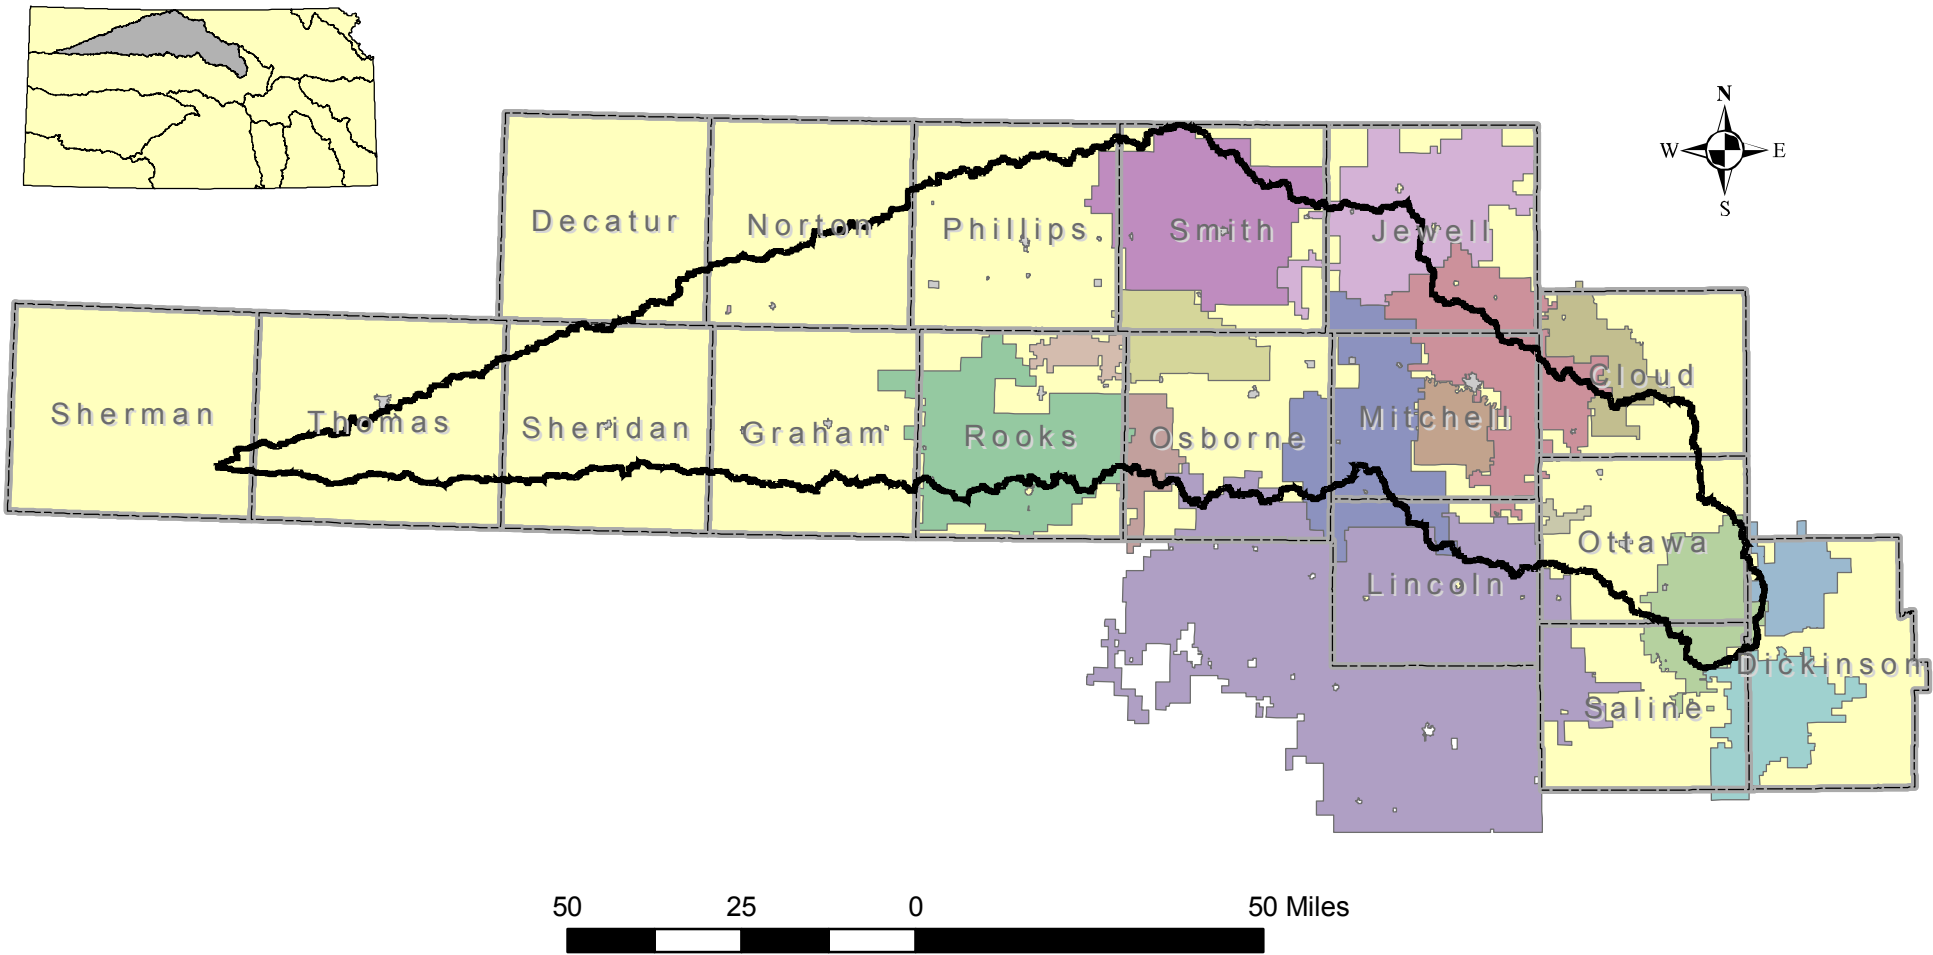 N
W E
S
Decatur
Norton
Phillips
Smith
Jewell
Sherman
Thomas
Sheridan
Graham
Rooks
Osborne
Mitchell
Cloud
Ottawa
Lincoln
Dickinson
Saline
50 25 0 50 Miles